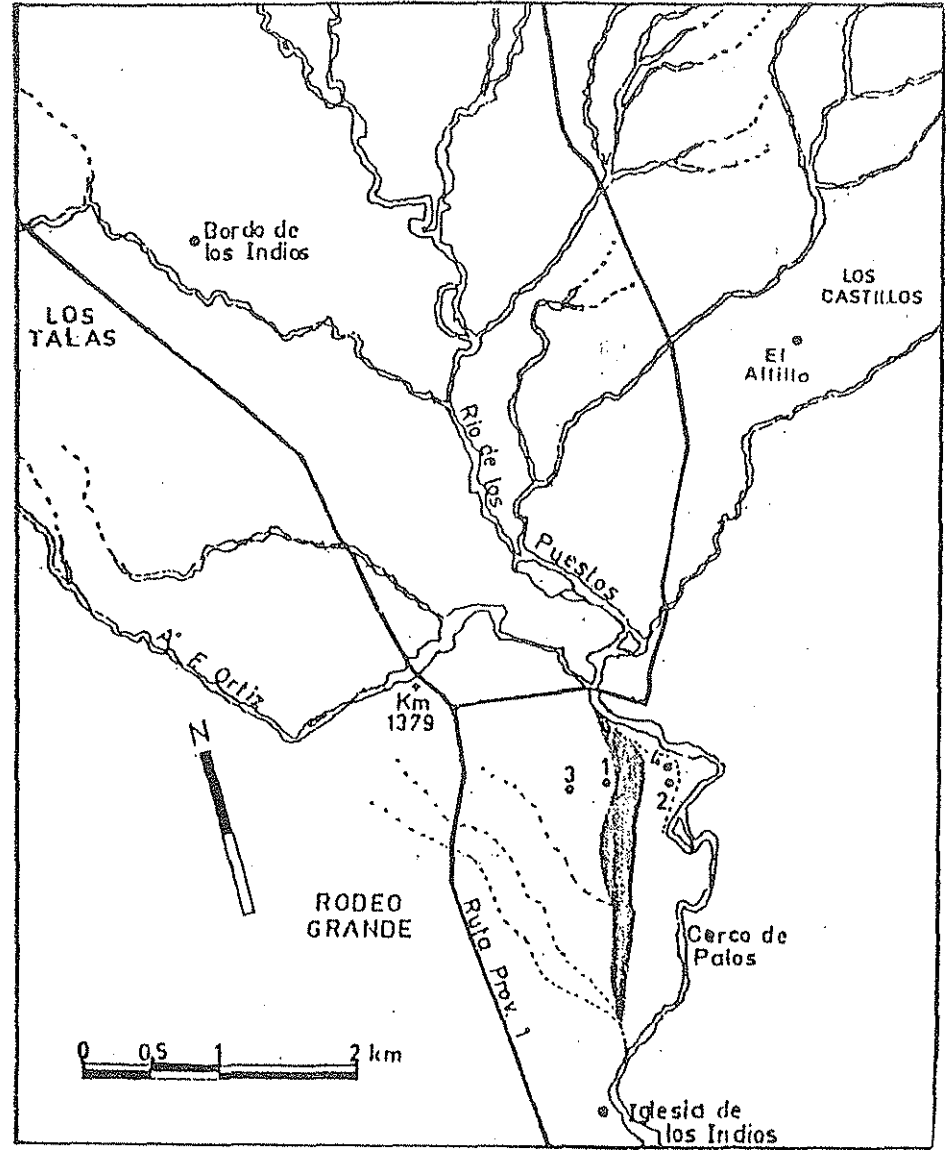 Bordo de
los Indios
LOS
TALAS
LOS
CASTILLOS
El
Altillo
Rio de los
Puestos
A° E. Ortiz
Km
1379
N
3
1
4
2
RODEO
GRANDE
Ruta Prov. 1
Cerco de
Palos
0 0,5 1 2 km
Iglesia de
los Indios